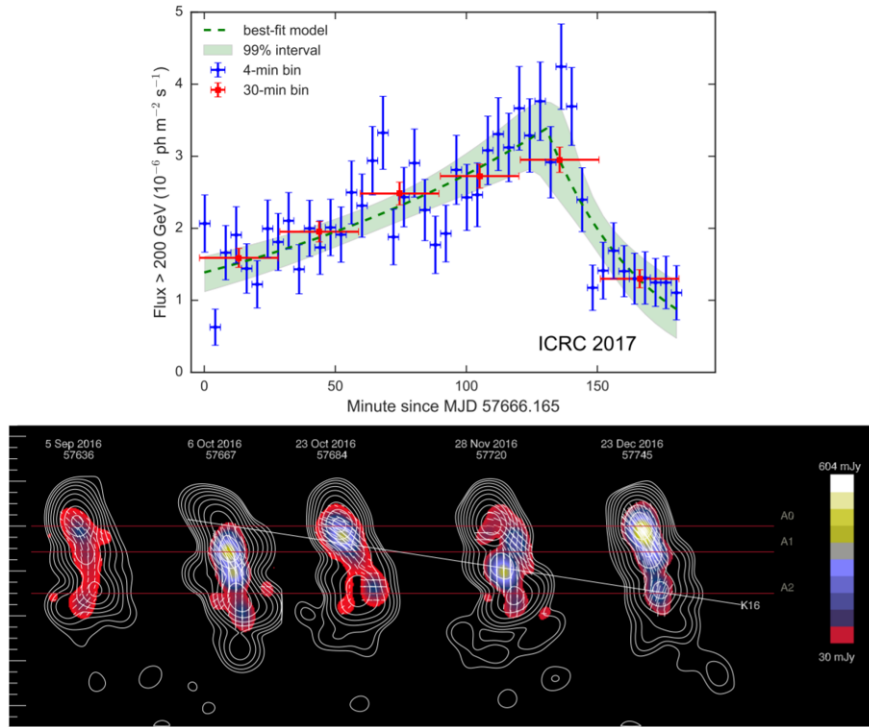 Flux > 200 GeV (10⁻⁶ ph m⁻² s⁻¹)
5
4
3
2
1
0
best-fit model
99% interval
4-min bin
30-min bin
ICRC 2017
0 50 100 150
Minute since MJD 57666.165
5 Sep 2016 6 Oct 2016 23 Oct 2016 28 Nov 2016 23 Dec 2016
57636 57667 57684 57720 57745
604 mJy
A0
A1
A2
K16
30 mJy